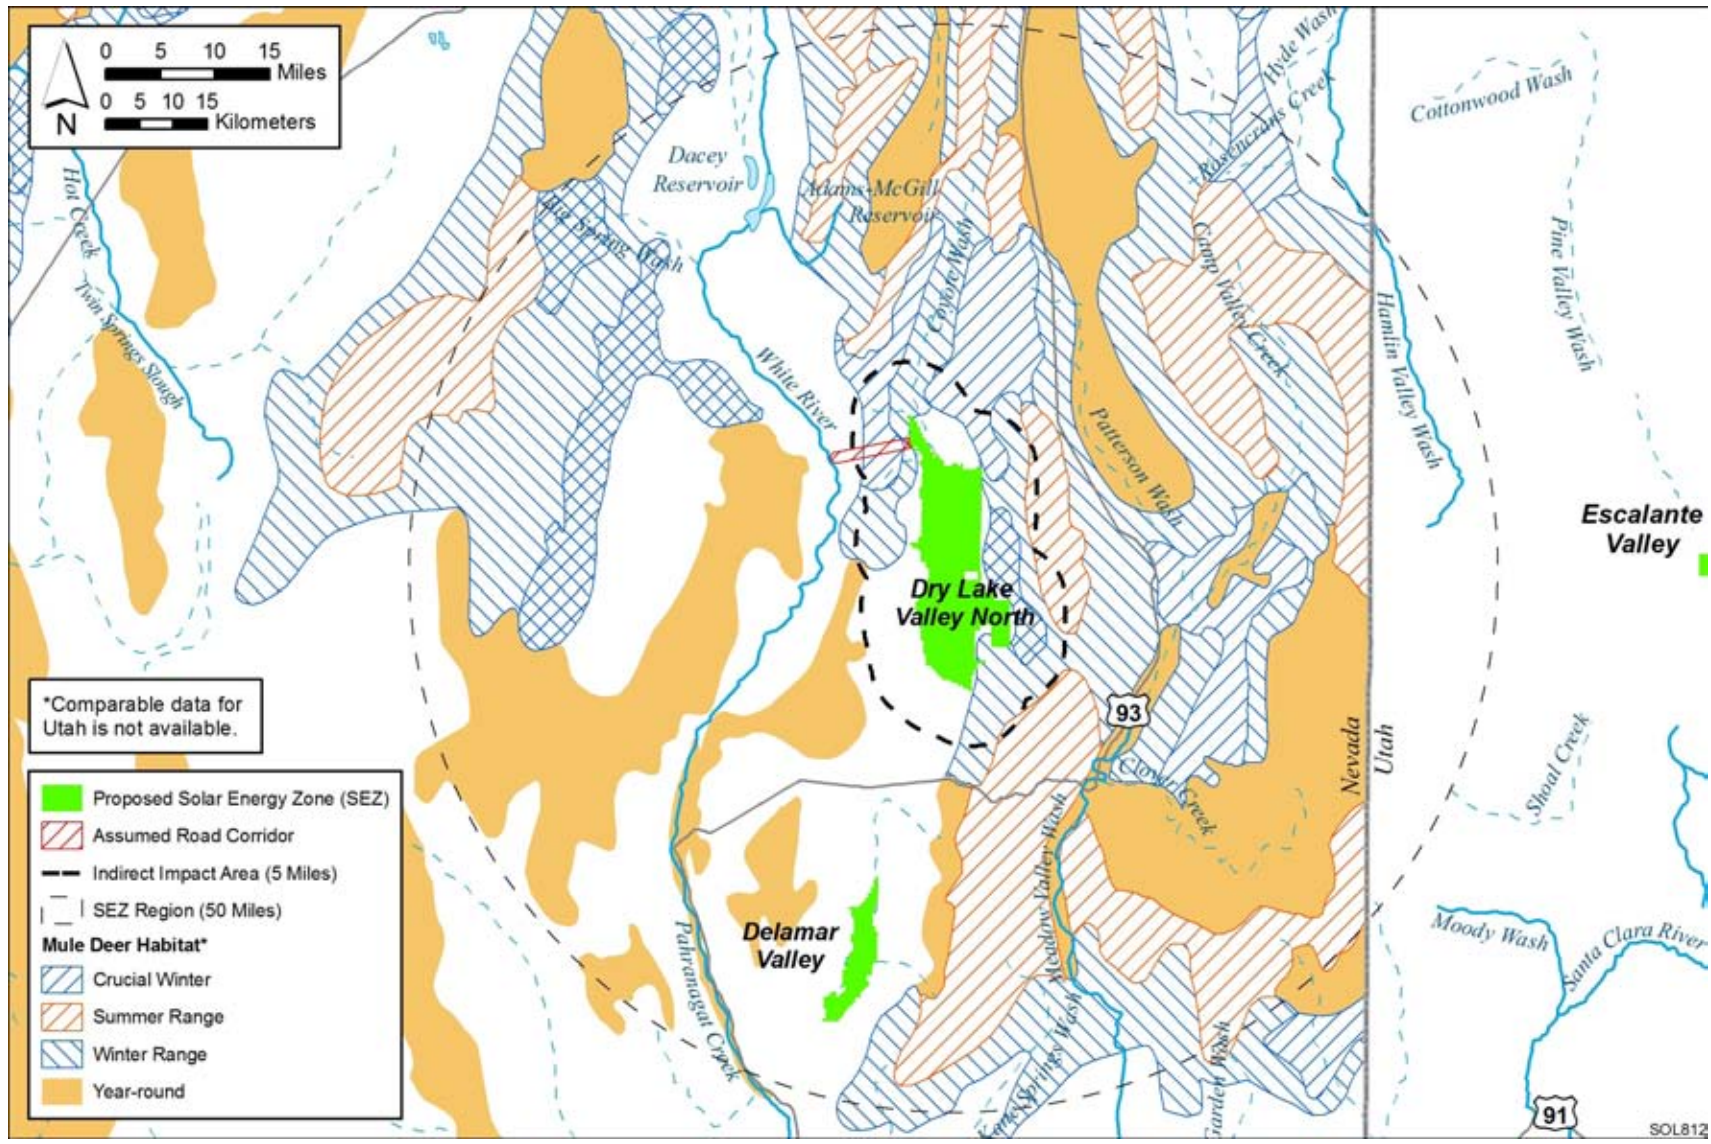 0 5 10 15
Miles
0 5 10 15
Kilometers
N
Hot Creek
Twin Springs Slough
Big Spring Wash
Dacey
Reservoir
Adams-McGill
Reservoir
White River
Coyote Wash
Hyde Wash
Rosencrans Creek
Camp Valley Creek
Patterson Wash
Hamlin Valley Wash
Cottonwood Wash
Pine Valley Wash
Escalante
Valley
Dry Lake
Valley North
93
Nevada
Utah
Clover Creek
Shoal Creek
Delamar
Valley
Pahranagat Creek
Meadow Valley Wash
Kane Springs Wash
Garden Wash
Moody Wash
Santa Clara River
91
SOL812
*Comparable data for
Utah is not available.
Proposed Solar Energy Zone (SEZ)
Assumed Road Corridor
Indirect Impact Area (5 Miles)
SEZ Region (50 Miles)
Mule Deer Habitat*
Crucial Winter
Summer Range
Winter Range
Year-round